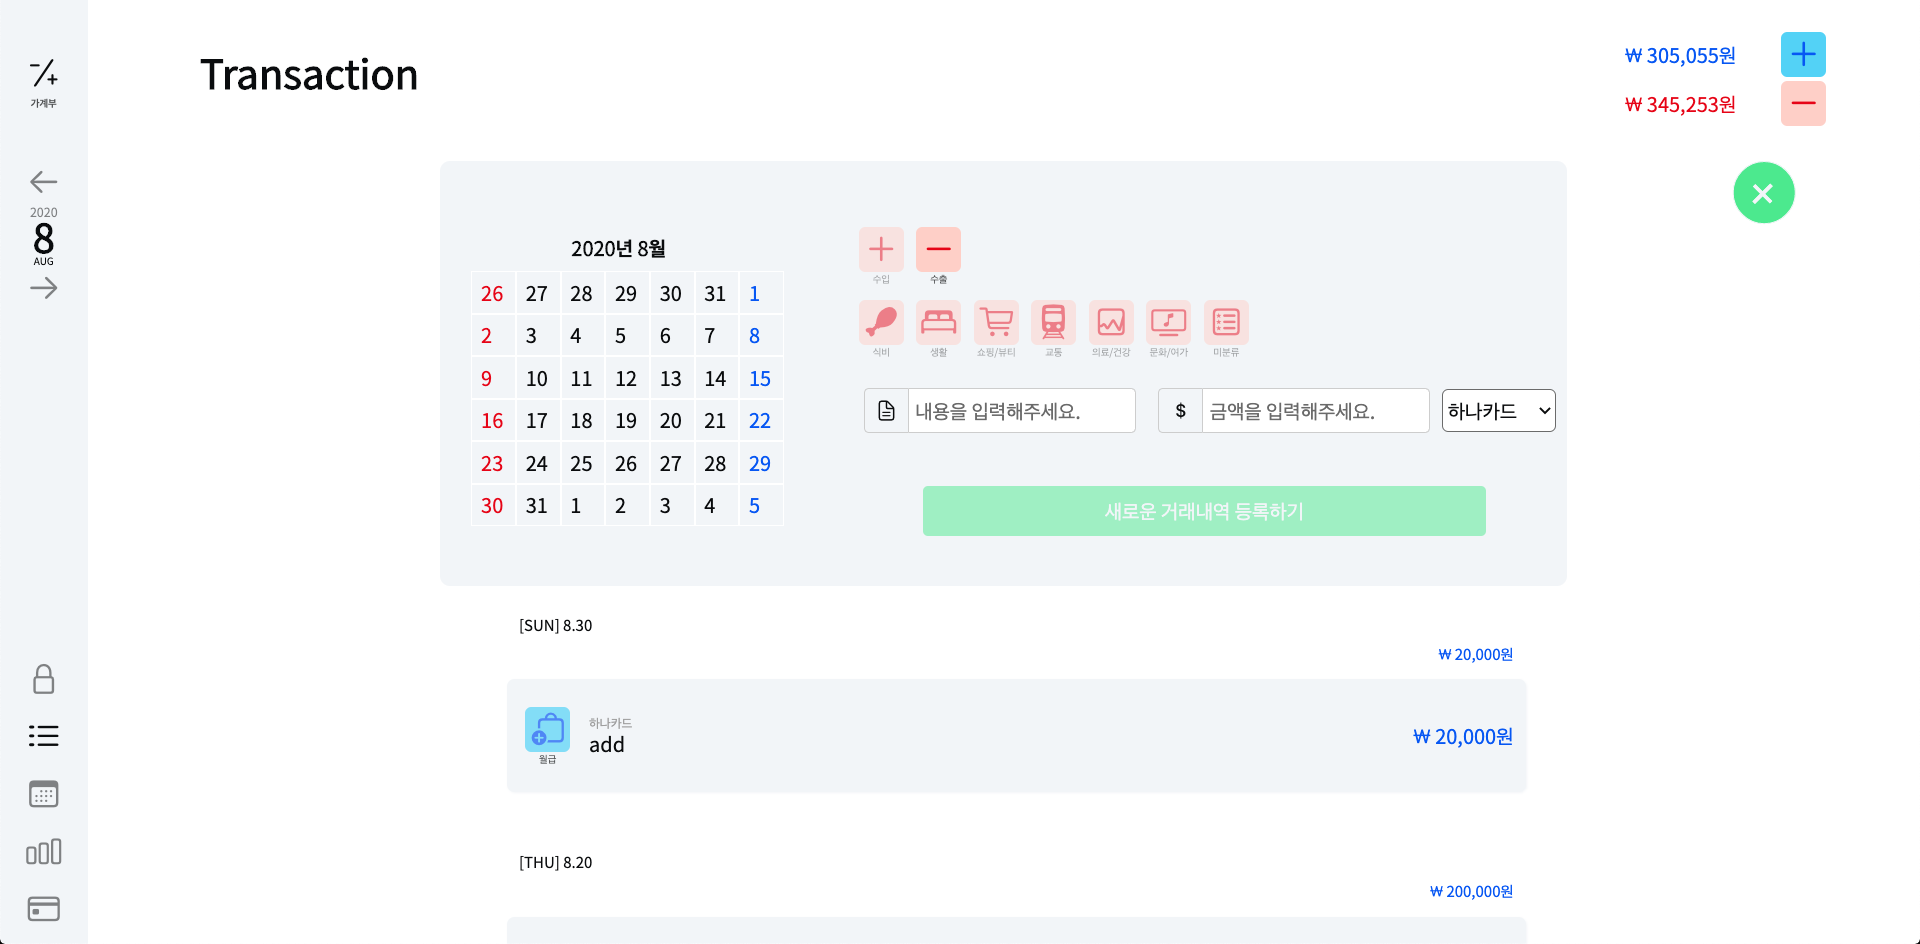 가계부
2020
8
AUG
Transaction
₩ 305,055원
₩ 345,253원
2020년 8월
26 27 28 29 30 31 1
2 3 4 5 6 7 8
9 10 11 12 13 14 15
16 17 18 19 20 21 22
23 24 25 26 27 28 29
30 31 1 2 3 4 5
수입 수출
식비 생활 쇼핑/뷰티 교통 의료/건강 문화/여가 미분류
내용을 입력해주세요. $ 금액을 입력해주세요. 하나카드
새로운 거래내역 등록하기
[SUN] 8.30
₩ 20,000원
월급
하나카드
add
₩ 20,000원
[THU] 8.20
₩ 200,000원